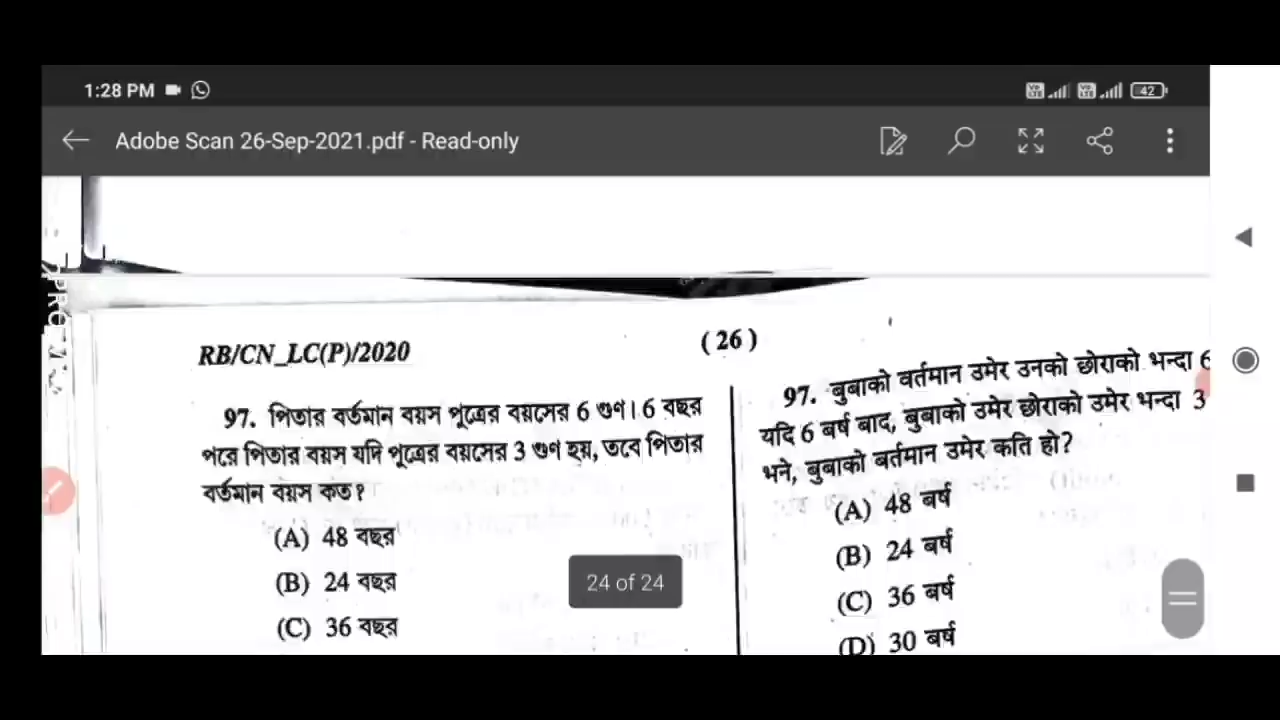 1:28 PM
42
Adobe Scan 26-Sep-2021.pdf - Read-only
RB/CN_LC(P)/2020
(26)
97. পিতার বর্তমান বয়স পুত্রের বয়সের 6 গুণ। 6 বছর
পরে পিতার বয়স যদি পুত্রের বয়সের 3 গুণ হয়, তবে পিতার
বর্তমান বয়স কত?
(A) 48 বছর
(B) 24 বছর
(C) 36 বছর
24 of 24
97. बुबाको वर्तमान उमेर उनको छोराको भन्दा 6
यदि 6 बर्ष बाद, बुबाको उमेर छोराको उमेर भन्दा 3
भने, बुबाको बर्तमान उमेर कति हो?
(A) 48 बर्ष
(B) 24 बर्ष
(C) 36 बर्ष
(D) 30 बर्ष